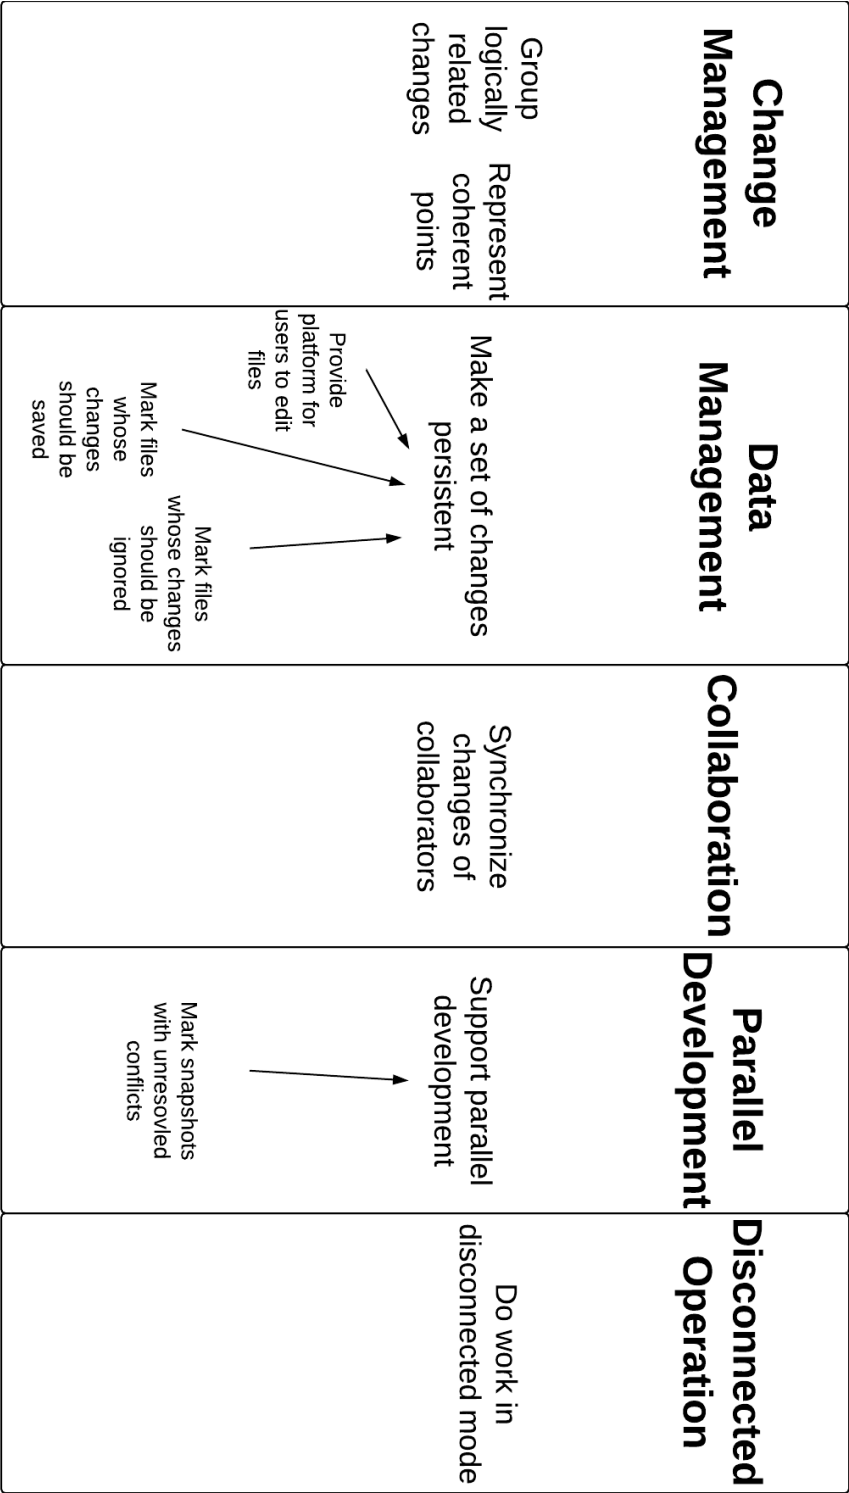 Change
Management
Group
logically
related
changes
Represent
coherent
points
Data
Management
Make a set of changes
persistent
Provide
platform for
users to edit
files
Mark files
whose
changes
should be
saved
Mark files
whose changes
should be
ignored
Collaboration
Synchronize
changes of
collaborators
Parallel
Development
Support parallel
development
Mark snapshots
with unresovled
conflicts
Disconnected
Operation
Do work in
disconnected mode